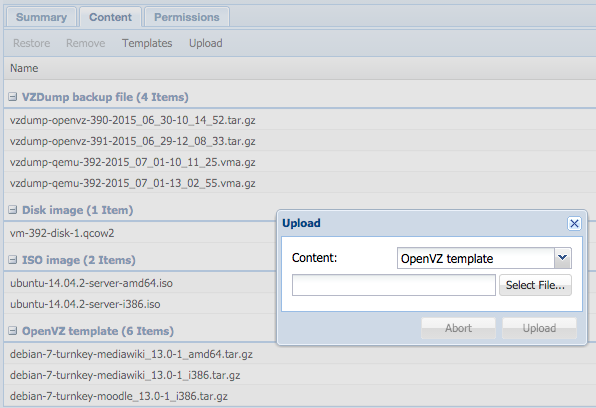 Summary Content Permissions
Restore Remove Templates Upload
Name
VZDump backup file (4 Items)
vzdump-openvz-390-2015_06_30-10_14_52.tar.gz
vzdump-openvz-391-2015_06_29-12_08_33.tar.gz
vzdump-qemu-392-2015_07_01-10_11_25.vma.gz
vzdump-qemu-392-2015_07_01-13_02_55.vma.gz
Disk image (1 Item)
vm-392-disk-1.qcow2
ISO image (2 Items)
ubuntu-14.04.2-server-amd64.iso
ubuntu-14.04.2-server-i386.iso
OpenVZ template (6 Items)
debian-7-turnkey-mediawiki_13.0-1_amd64.tar.gz
debian-7-turnkey-mediawiki_13.0-1_i386.tar.gz
debian-7-turnkey-moodle_13.0-1_i386.tar.gz
Upload
Content: OpenVZ template
Select File...
Abort Upload